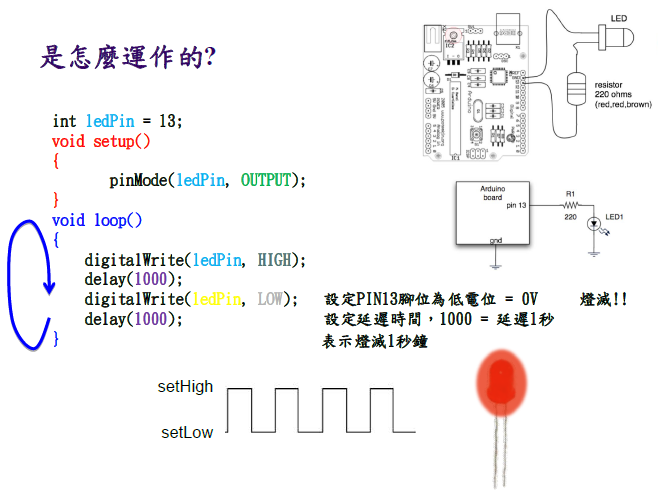 是怎麼運作的?
LED
resistor
220 ohms
(red,red,brown)
int ledPin = 13;
void setup()
{
pinMode(ledPin, OUTPUT);
}
void loop()
{
digitalWrite(ledPin, HIGH);
delay(1000);
digitalWrite(ledPin, LOW); 設定PIN13腳位為低電位 = 0V 燈滅!!
delay(1000); 設定延遲時間，1000 = 延遲1秒
} 表示燈滅1秒鐘
Arduino
board
pin 13
gnd
R1
220
LED1
setHigh
setLow
IC2
IC1
Arduino